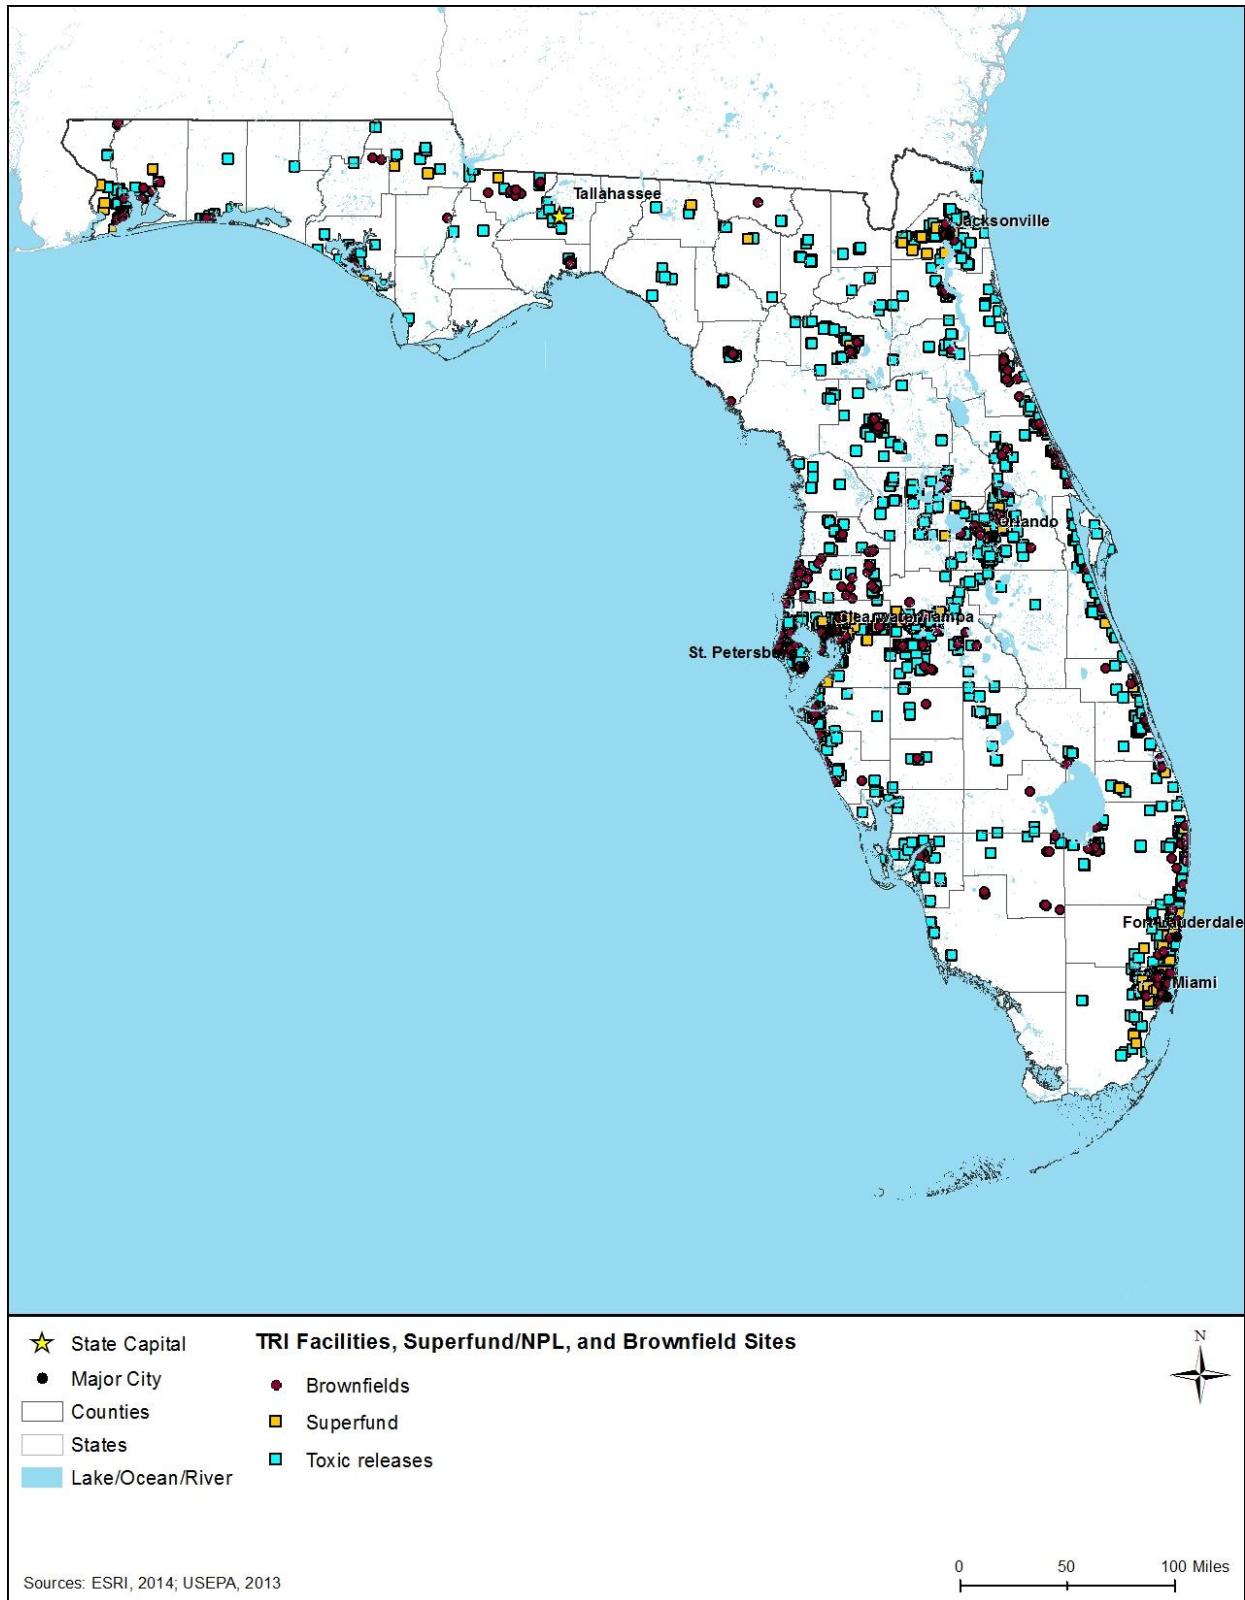 Tallahassee
Jacksonville
Orlando
Clearwater
Tampa
St. Petersbu
Fort Lauderdale
Miami
State Capital
Major City
Counties
States
Lake/Ocean/River
TRI Facilities, Superfund/NPL, and Brownfield Sites
Brownfields
Superfund
Toxic releases
N
0 50 100 Miles
Sources: ESRI, 2014; USEPA, 2013